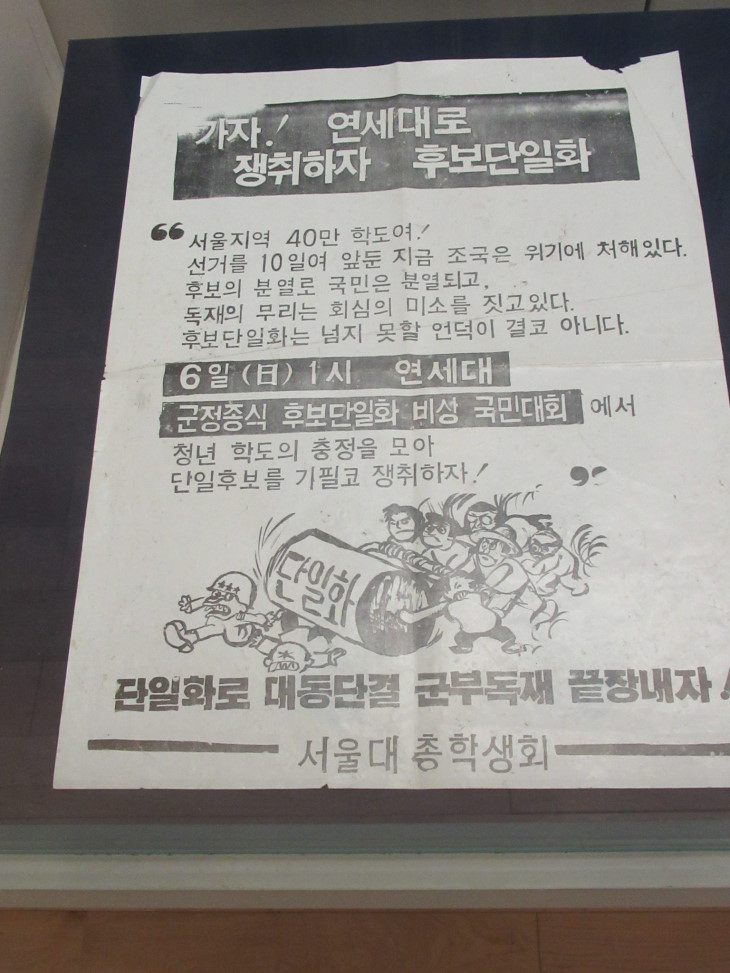 가자! 연세대로
쟁취하자 후보단일화
“서울지역 40만 학도여!
선거를 10일여 앞둔 지금 조국은 위기에 처해있다.
후보의 분열로 국민은 분열되고,
독재의 무리는 회심의 미소를 짓고있다.
후보단일화는 넘지 못할 언덕이 결코 아니다.
6일(日) 1시 연세대
군정종식 후보단일화 비상 국민대회 에서
청년 학도의 충정을 모아
단일후보를 기필코 쟁취하자! ”
단일화
단일화로 대동단결 군부독재 끝장내자!
서울대 총학생회